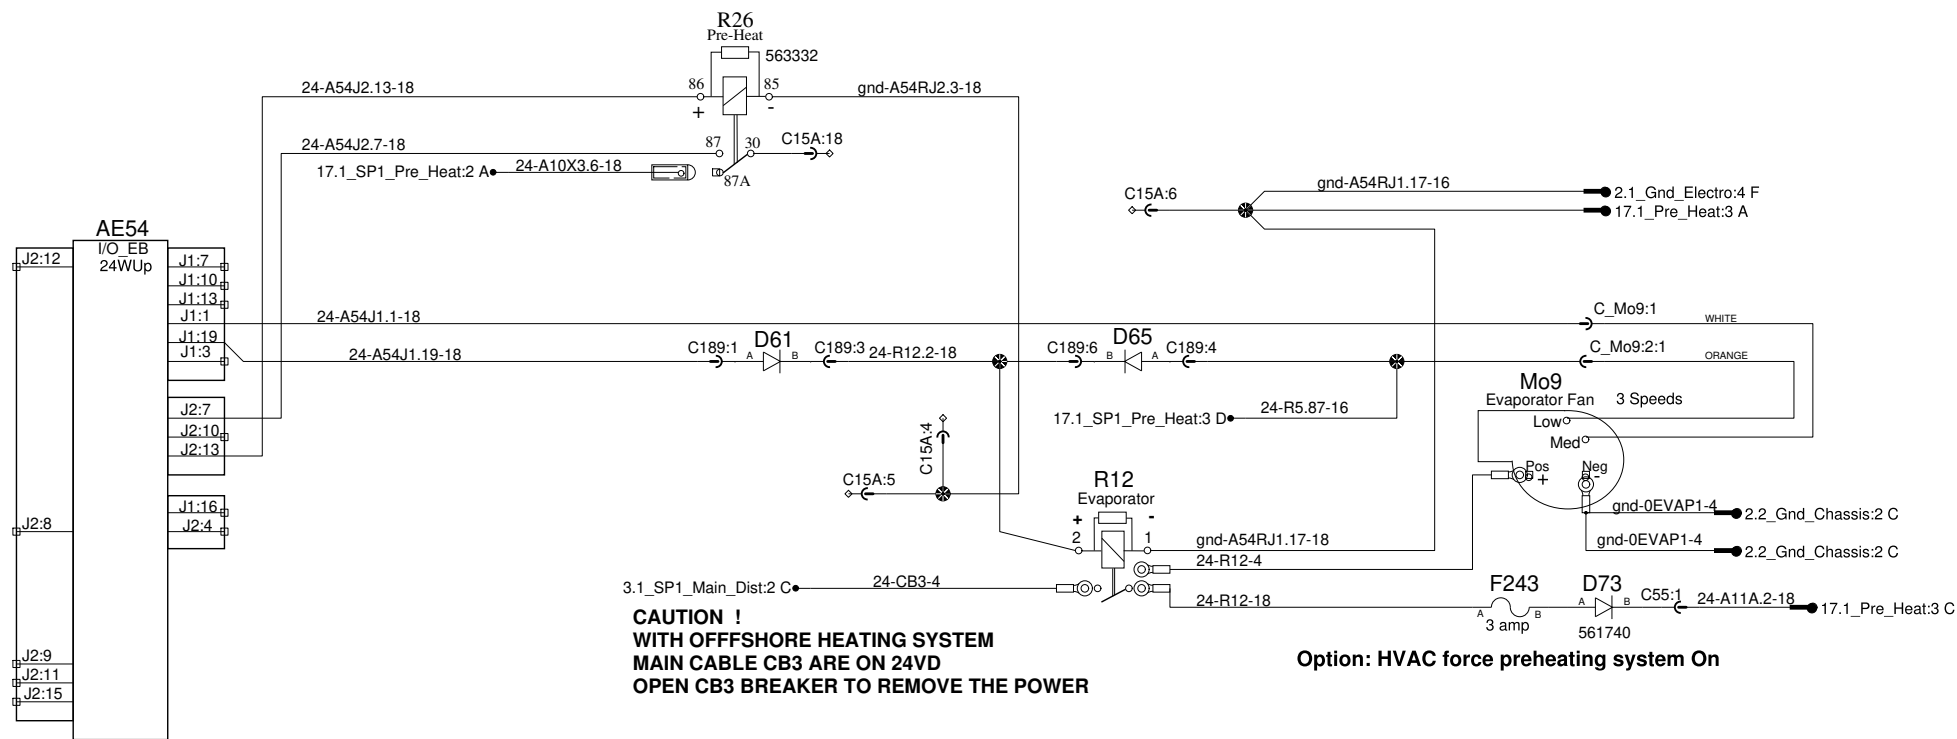 R26
Pre-Heat
563332
24-A54J2.13-18
86
85
gnd-A54RJ2.3-18
+
-
24-A54J2.7-18
87
30
C15A:18
17.1_SP1_Pre_Heat:2 A
24-A10X3.6-18
87A
C15A:6
gnd-A54RJ1.17-16
2.1_Gnd_Electro:4 F
17.1_Pre_Heat:3 A
AE54
I/O_EB
24WUp
J2:12
J1:7
J1:10
J1:13
J1:1
J1:19
J1:3
24-A54J1.1-18
C_Mo9:1
WHITE
24-A54J1.19-18
C189:1
A
D61
B
C189:3
24-R12.2-18
C189:6
B
D65
A
C189:4
C_Mo9:2:1
ORANGE
J2:7
J2:10
J2:13
17.1_SP1_Pre_Heat:3 D
24-R5.87-16
Mo9
Evaporator Fan
3 Speeds
Low
Med
Pos
+
Neg
-
C15A:4
C15A:5
J1:16
J2:4
J2:8
R12
Evaporator
+
-
2
1
gnd-A54RJ1.17-18
24-R12-4
gnd-0EVAP1-4
2.2_Gnd_Chassis:2 C
gnd-0EVAP1-4
2.2_Gnd_Chassis:2 C
3.1_SP1_Main_Dist:2 C
24-CB3-4
24-R12-18
F243
A
B
3 amp
D73
A
B
561740
C55:1
24-A11A.2-18
17.1_Pre_Heat:3 C
CAUTION !
WITH OFFFSHORE HEATING SYSTEM
MAIN CABLE CB3 ARE ON 24VD
OPEN CB3 BREAKER TO REMOVE THE POWER
Option: HVAC force preheating system On
J2:9
J2:11
J2:15